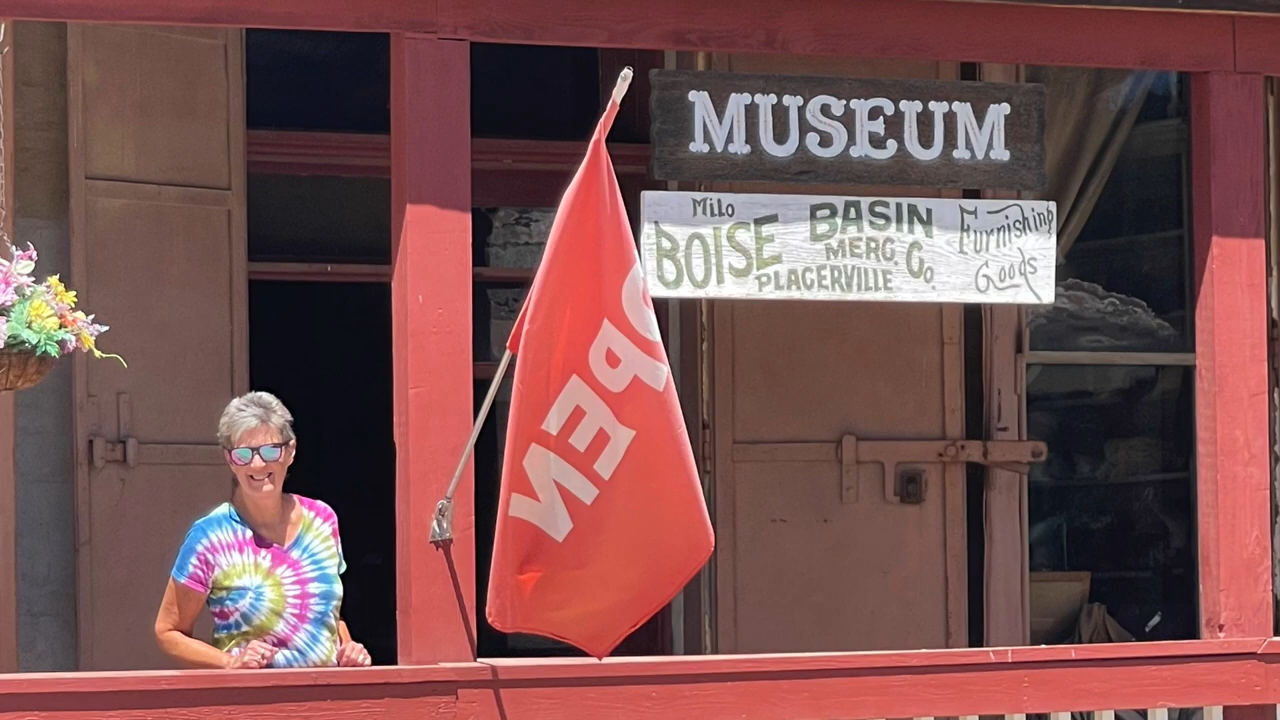 MUSEUM
Milo BASIN Furnishing
BOISE MERC. Co. Goods
PLACERVILLE
OPEN